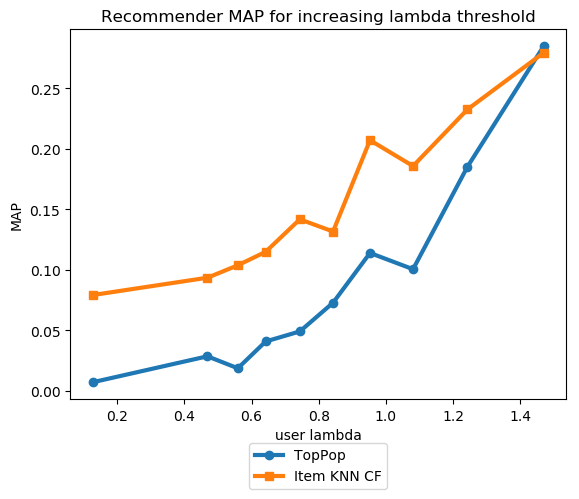 Recommender MAP for increasing lambda threshold
MAP
0.25
0.20
0.15
0.10
0.05
0.00
0.2 0.4 0.6 0.8 1.0 1.2 1.4
user lambda
TopPop
Item KNN CF